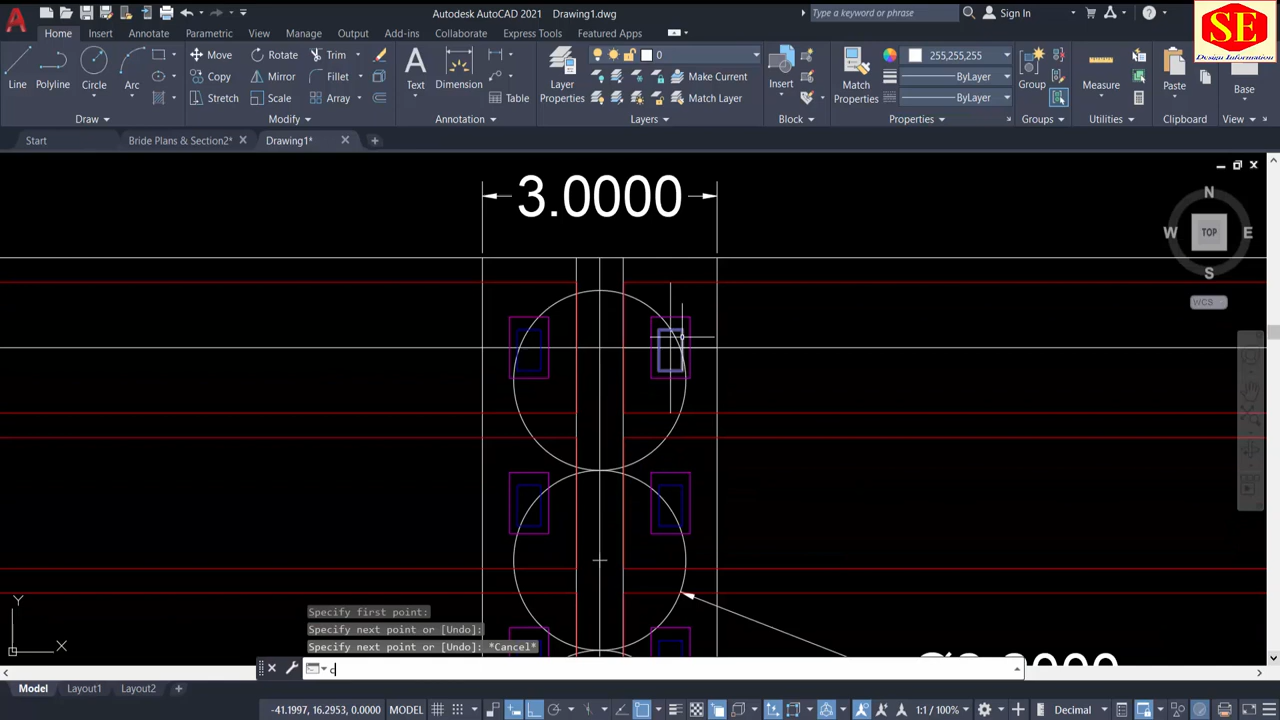 Autodesk AutoCAD 2021 Drawing1.dwg
Type a keyword or phrase
Sign In
SE
Design Information
Home Insert Annotate Parametric View Manage Output Add-ins Collaborate Express Tools Featured Apps
Line
Polyline
Circle
Arc
Draw
Move
Copy
Stretch
Rotate
Mirror
Scale
Trim
Fillet
Array
Modify
Text
Dimension
Table
Annotation
Layer
Properties
0
Make Current
Match Layer
Layers
Insert
Block
Match
Properties
255,255,255
ByLayer
ByLayer
Properties
Group
Groups
Measure
Utilities
Paste
Clipboard
Base
View
Start
Bride Plans & Section2*
Drawing1*
3.0000
N
W TOP E
S
WCS
Y
X
Specify first point:
Specify next point or [Undo]:
Specify next point or [Undo]: *Cancel*
c
Model Layout1 Layout2
-41.1997, 16.2953, 0.0000 MODEL
1:1 / 100%
Decimal